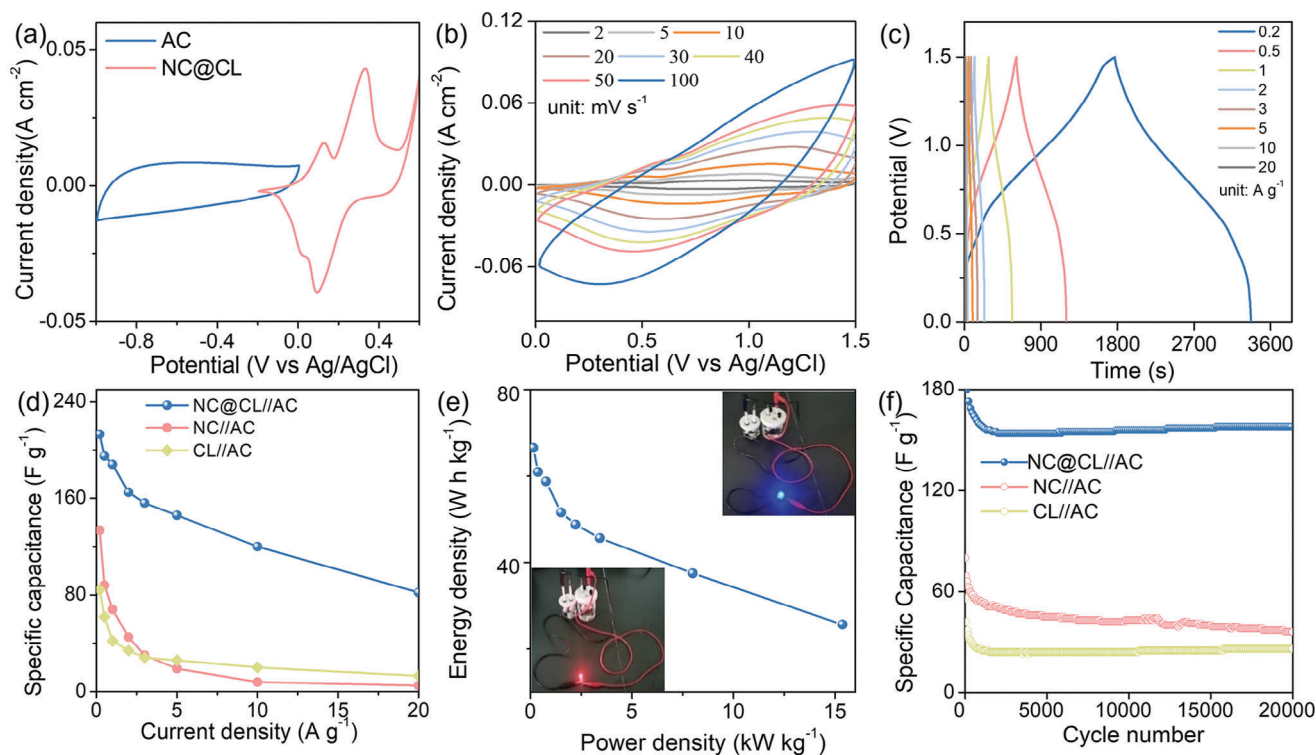 (a)
0.05
0.00
-0.05
Current density(A cm⁻²)
AC
NC@CL
-0.8
-0.4
0.0
0.4
Potential (V vs Ag/AgCl)
(b)
0.12
0.06
0.00
-0.06
Current density (A cm⁻²)
2 5 10
20 30 40
50 100
unit: mV s⁻¹
0.0
0.5
1.0
1.5
Potential (V vs Ag/AgCl)
(c)
2.0
1.5
1.0
0.5
0.0
Potential (V)
0.2
0.5
1
2
3
5
10
20
unit: A g⁻¹
0
900
1800
2700
3600
Time (s)
(d)
240
160
80
0
Specific capacitance (F g⁻¹)
NC@CL//AC
NC//AC
CL//AC
0
5
10
15
20
Current density (A g⁻¹)
(e)
80
40
Energy density (W h kg⁻¹)
0
5
10
15
Power density (kW kg⁻¹)
(f)
180
120
60
0
Specific Capacitance (F g⁻¹)
NC@CL//AC
NC//AC
CL//AC
0
5000
10000
15000
20000
Cycle number